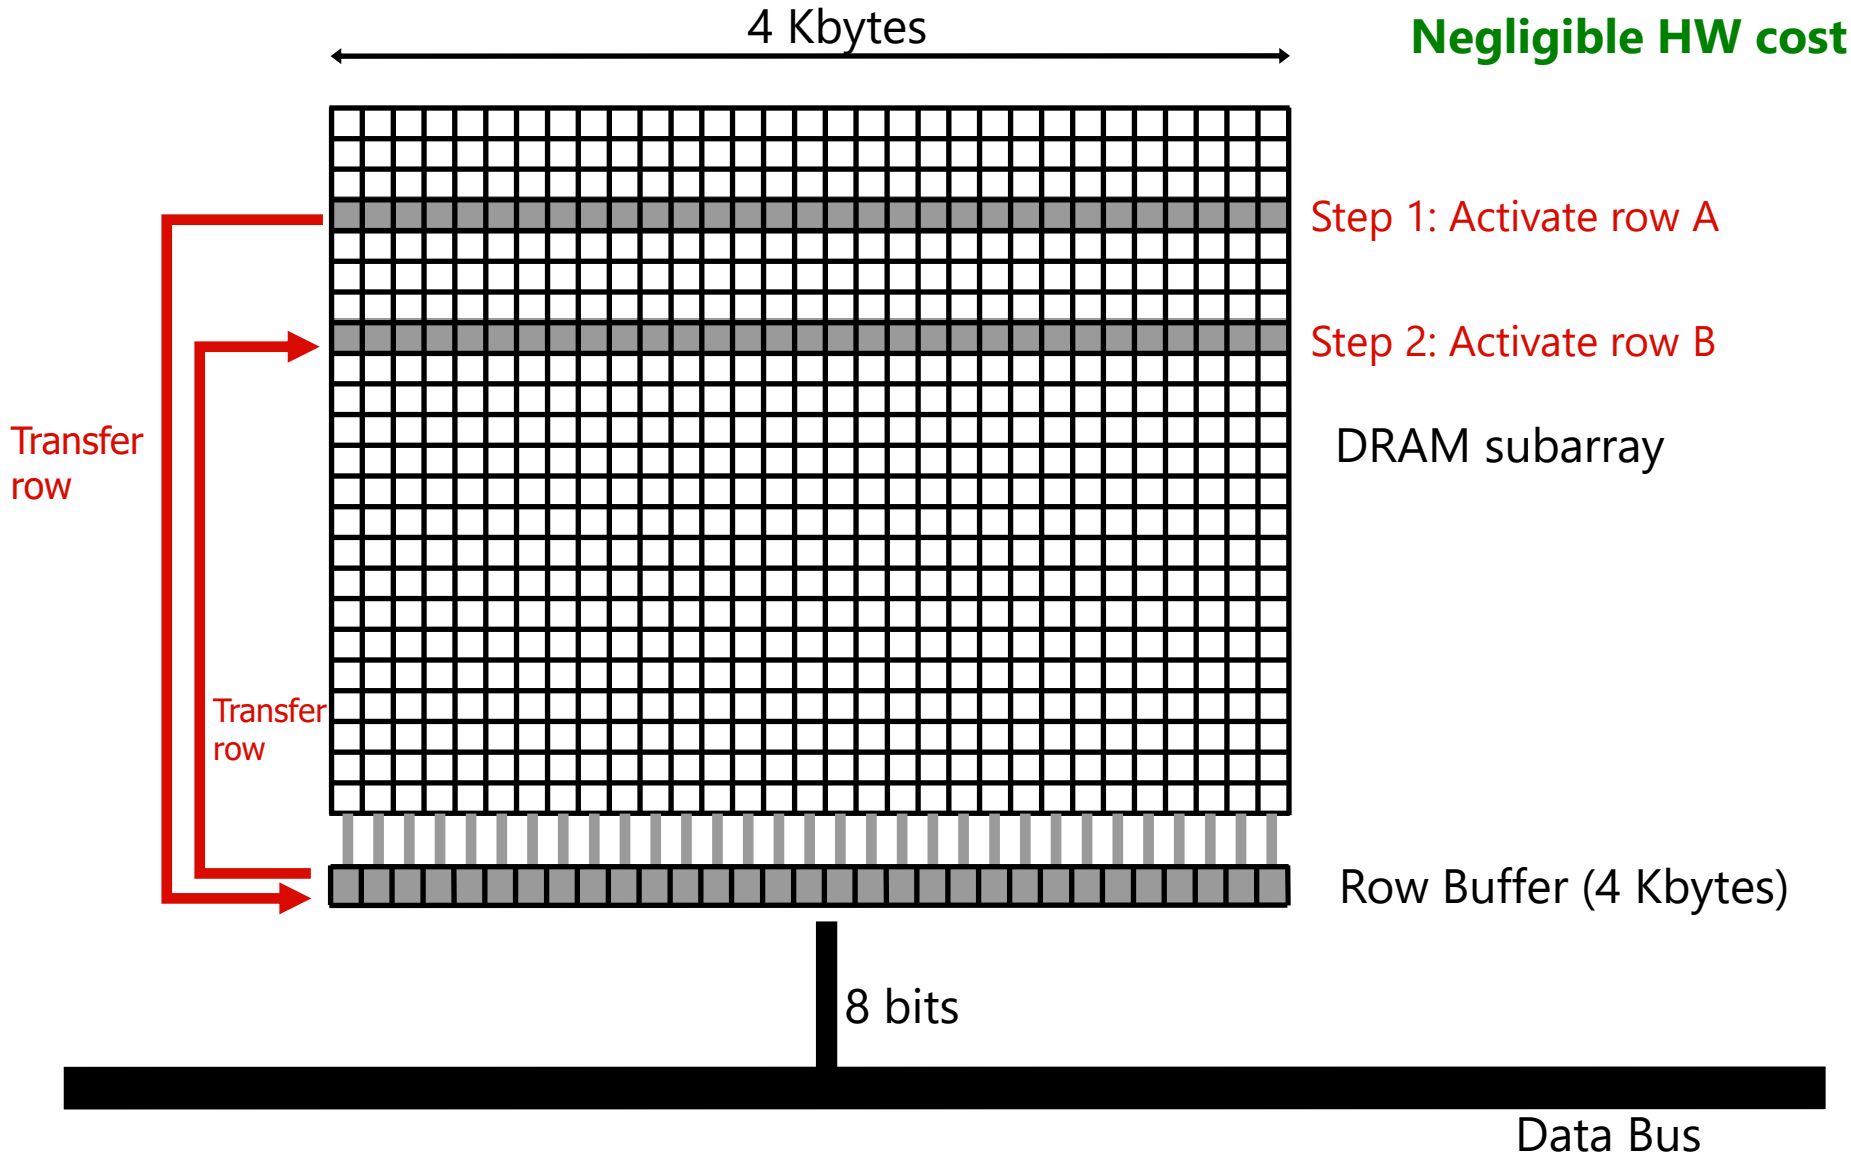 4 Kbytes
Negligible HW cost
Step 1: Activate row A
Step 2: Activate row B
Transfer
row
DRAM subarray
Transfer
row
Row Buffer (4 Kbytes)
8 bits
Data Bus